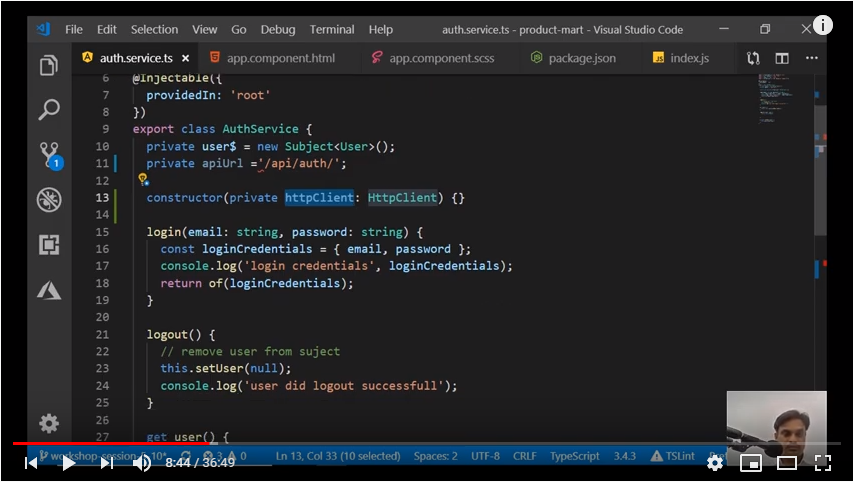 File Edit Selection View Go Debug Terminal Help auth.service.ts - product-mart - Visual Studio Code
auth.service.ts app.component.html app.component.scss package.json JS index.js
6 @Injectable({
7 providedIn: 'root'
8 })
9 export class AuthService {
10 private user$ = new Subject<User>();
11 private apiUrl ='/api/auth/';
12
13 constructor(private httpClient: HttpClient) {}
14
15 login(email: string, password: string) {
16 const loginCredentials = { email, password };
17 console.log('login credentials', loginCredentials);
18 return of(loginCredentials);
19 }
20
21 logout() {
22 // remove user from suject
23 this.setUser(null);
24 console.log('user did logout successfull');
25 }
26
27 get user() {
1
workshop-session 10* 3 0 Ln 13, Col 33 (10 selected) Spaces: 2 UTF-8 CRLF TypeScript 3.4.3 TSLint
8:44 / 36:49